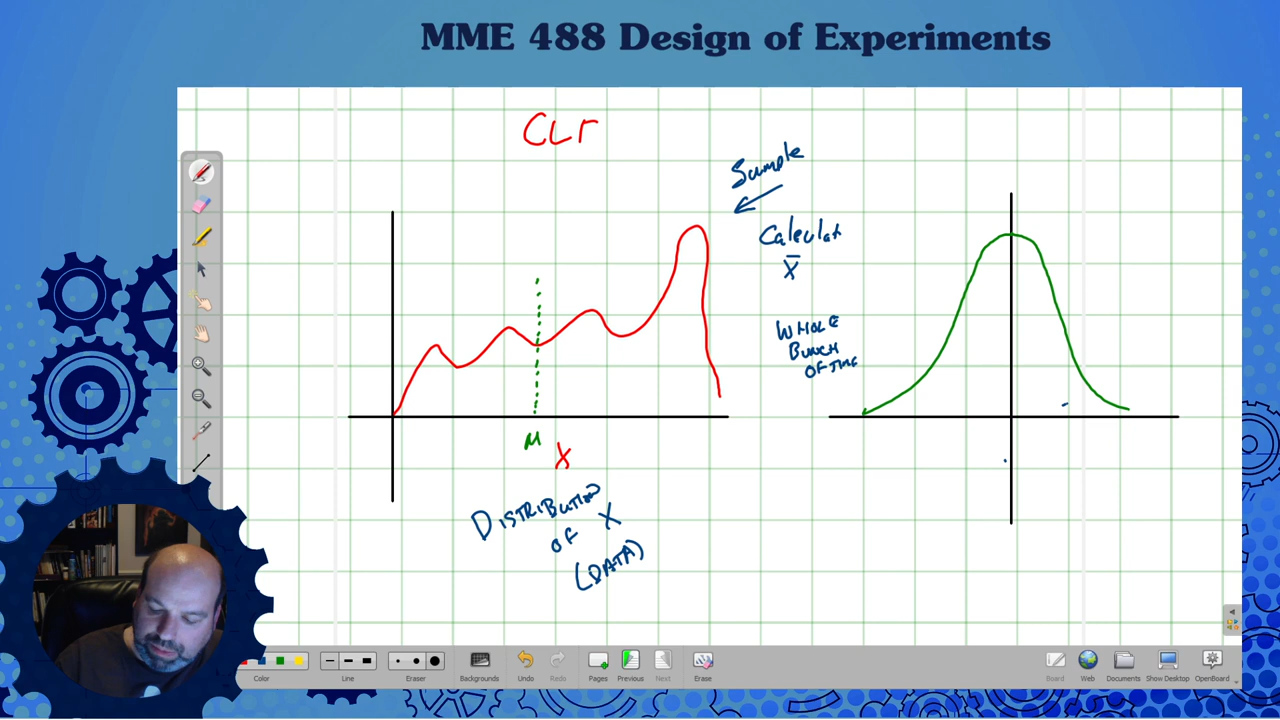 MME 488 Design of Experiments
CLT
Sample
Calculat
X̄
WHOLE
BUNCH
OF TIME
μ
X
DISTRIBUTION
OF X
(DATA)
Color
Line
Eraser
Backgrounds
Undo
Redo
Pages
Previous
Next
Erase
Board
Web
Documents
Show Desktop
OpenBoard